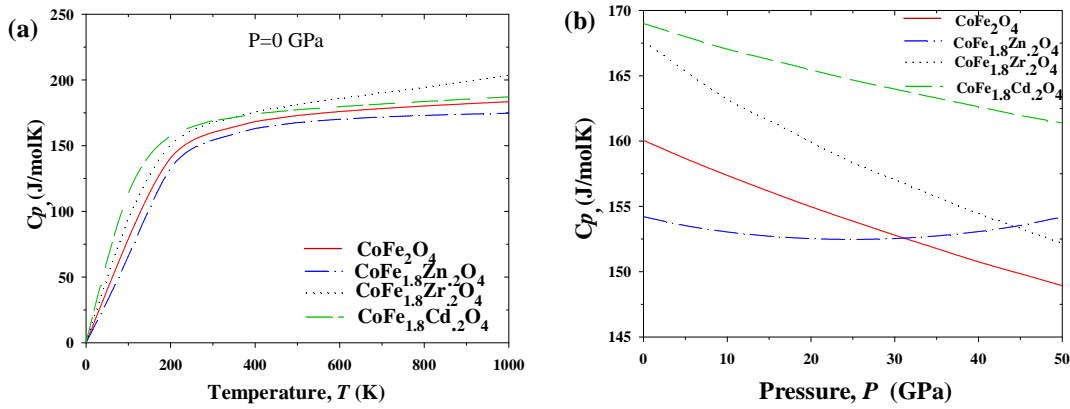 (a)
P=0 GPa
250
200
150
100
50
0
0 200 400 600 800 1000
Cp, (J/molK)
Temperature, T (K)
CoFe2O4
CoFe1.8Zn.2O4
CoFe1.8Zr.2O4
CoFe1.8Cd.2O4
(b)
170
165
160
155
150
145
0 10 20 30 40 50
Cp, (J/molK)
Pressure, P (GPa)
CoFe2O4
CoFe1.8Zn.2O4
CoFe1.8Zr.2O4
CoFe1.8Cd.2O4